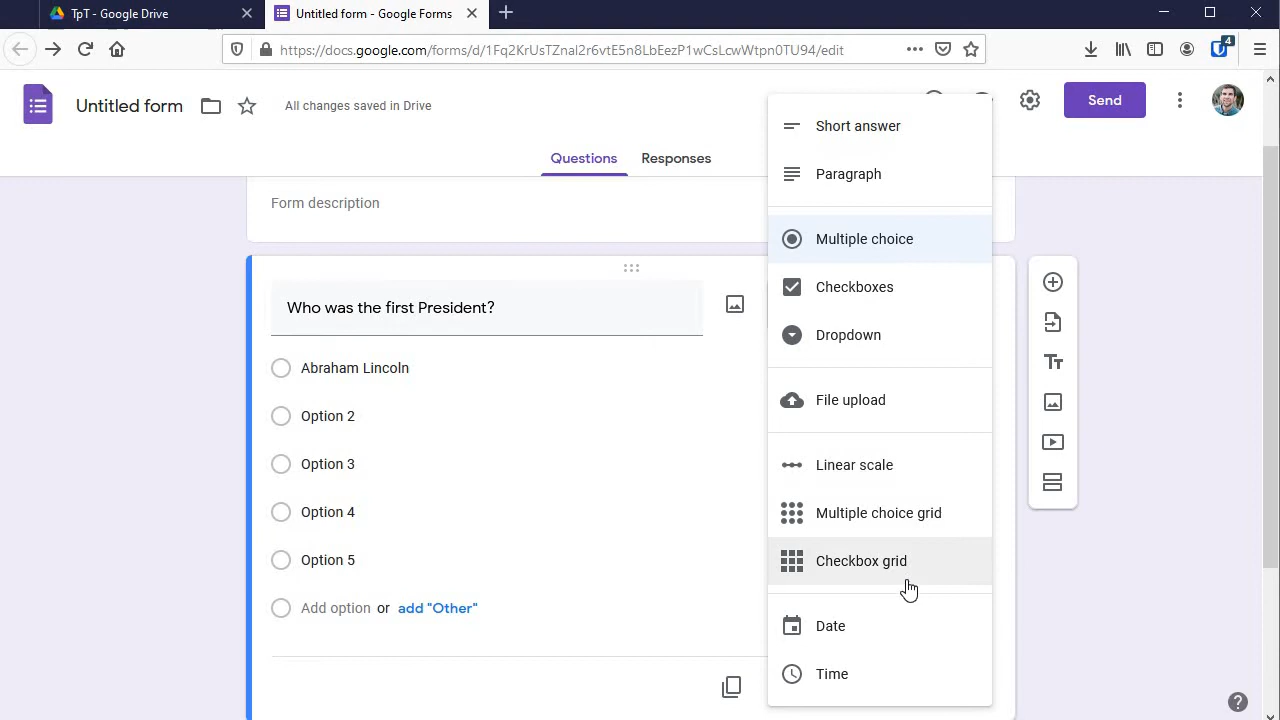 TpT - Google Drive
Untitled form - Google Forms
https://docs.google.com/forms/d/1Fq2KrUsTZnal2r6vtE5n8LbEezP1wCsLcwWtpn0TU94/edit
4
Untitled form
All changes saved in Drive
Send
Questions
Responses
Form description
Who was the first President?
Abraham Lincoln
Option 2
Option 3
Option 4
Option 5
Add option or add "Other"
Short answer
Paragraph
Multiple choice
Checkboxes
Dropdown
File upload
Linear scale
Multiple choice grid
Checkbox grid
Date
Time
Tт